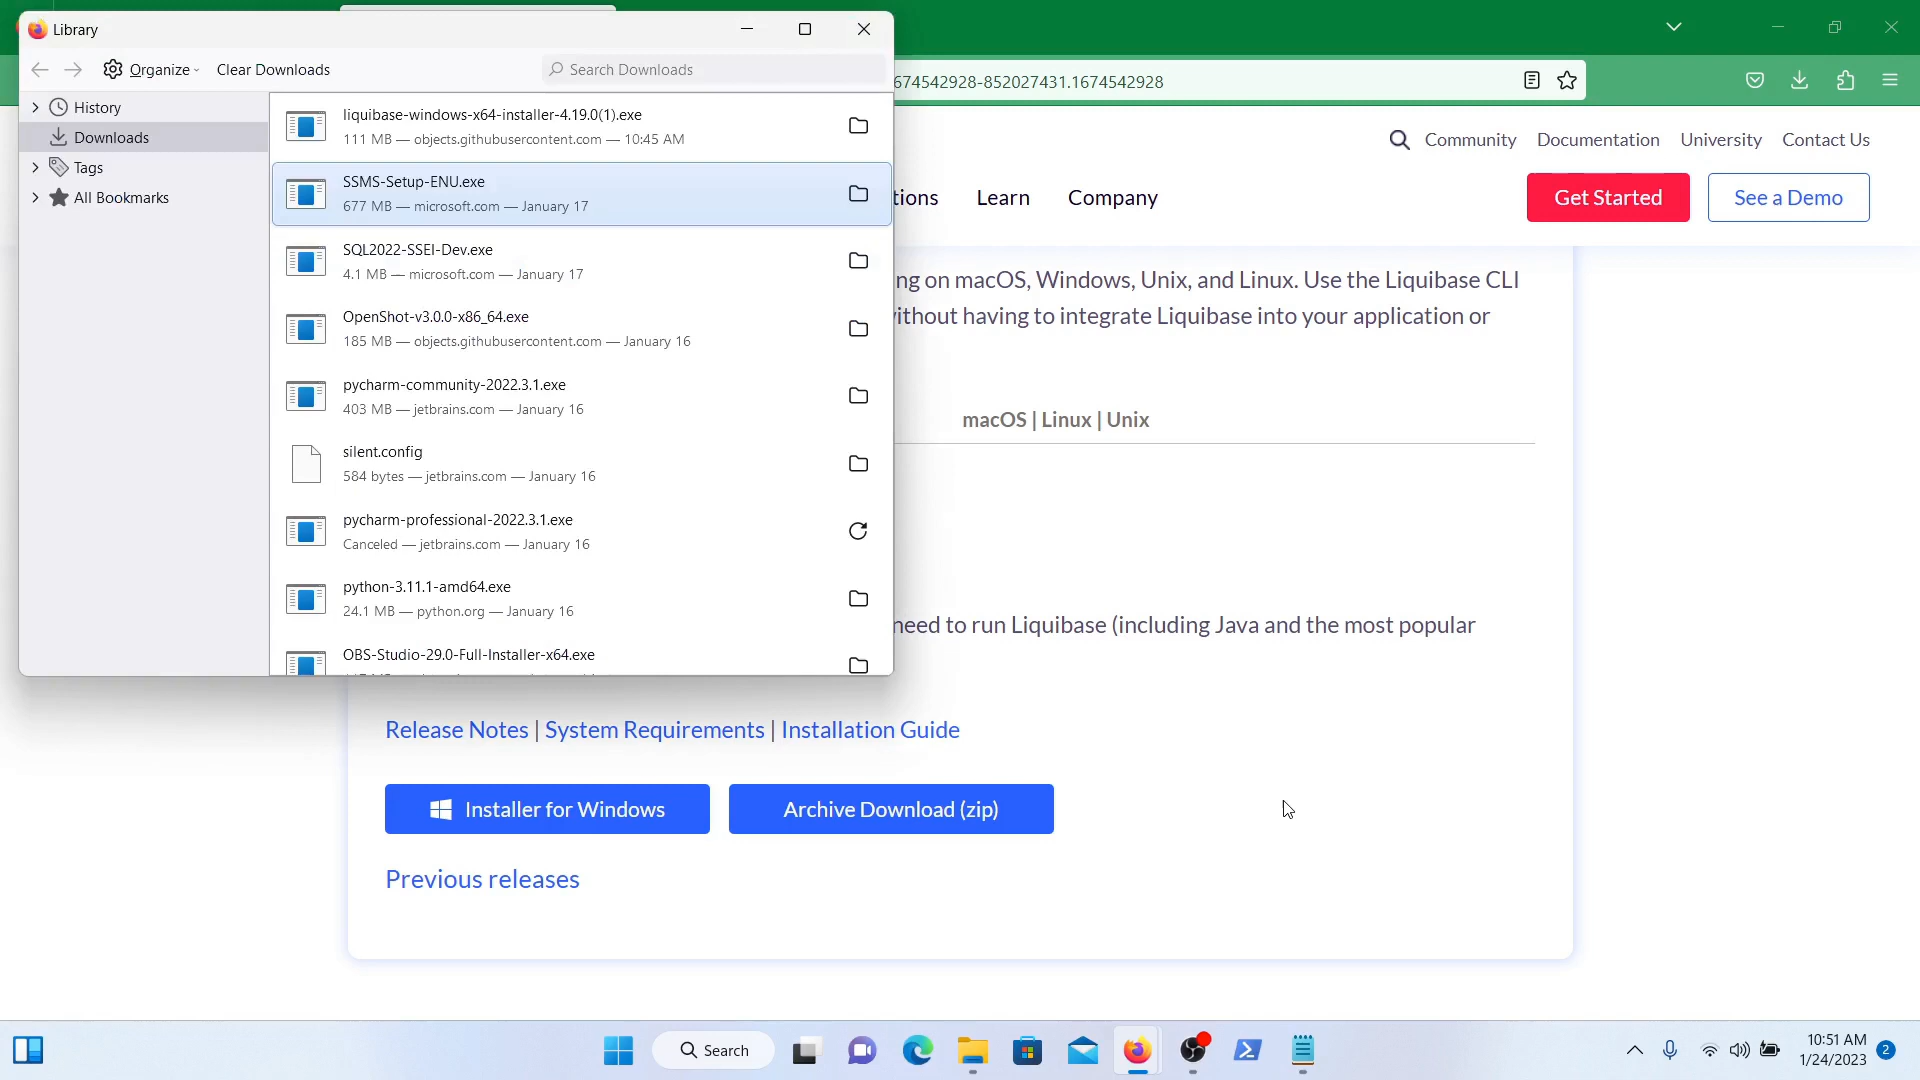 Library
Organize
Clear Downloads
Search Downloads
674542928-852027431.1674542928
History
Downloads
Tags
All Bookmarks
liquibase-windows-x64-installer-4.19.0(1).exe
111 MB — objects.githubusercontent.com — 10:45 AM
SSMS-Setup-ENU.exe
677 MB — microsoft.com — January 17
SQL2022-SSEI-Dev.exe
4.1 MB — microsoft.com — January 17
OpenShot-v3.0.0-x86_64.exe
185 MB — objects.githubusercontent.com — January 16
pycharm-community-2022.3.1.exe
403 MB — jetbrains.com — January 16
silent.config
584 bytes — jetbrains.com — January 16
pycharm-professional-2022.3.1.exe
Canceled — jetbrains.com — January 16
python-3.11.1-amd64.exe
24.1 MB — python.org — January 16
OBS-Studio-29.0-Full-Installer-x64.exe
Community Documentation University Contact Us
tions Learn Company Get Started See a Demo
ng on macOS, Windows, Unix, and Linux. Use the Liquibase CLI
ithout having to integrate Liquibase into your application or
macOS | Linux | Unix
need to run Liquibase (including Java and the most popular
Release Notes | System Requirements | Installation Guide
Installer for Windows
Archive Download (zip)
Previous releases
Search
10:51 AM
1/24/2023
2